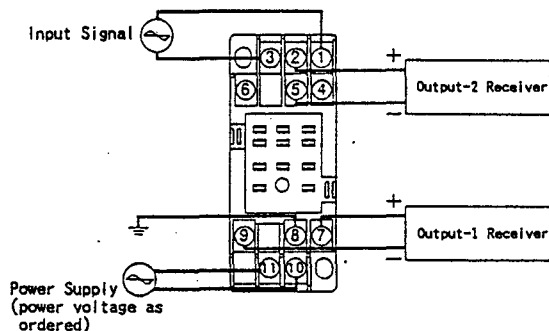 Input Signal
③ ② ①
+
⑥ ⑤ ④
Output-2 Receiver
−
+
⑨ ⑧ ⑦
Output-1 Receiver
−
⑪ ⑩
Power Supply
(power voltage as
ordered)